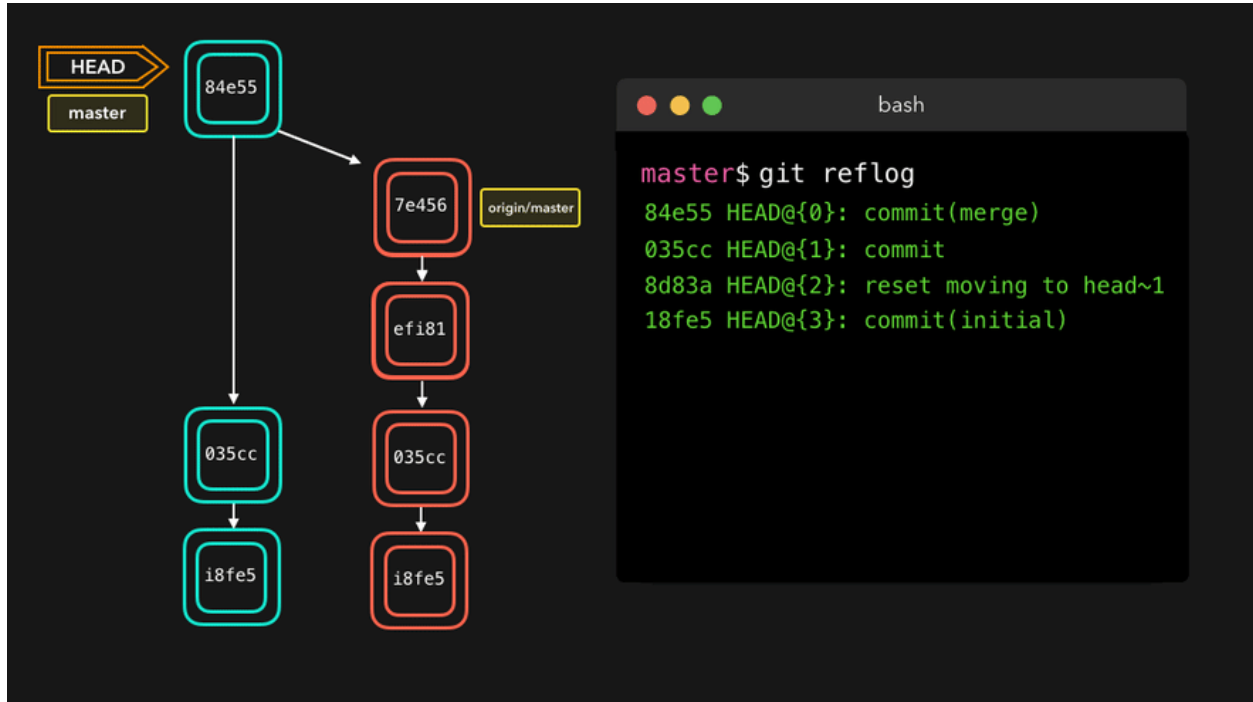 HEAD
master
84e55
7e456
origin/master
efi81
035cc
035cc
i8fe5
i8fe5
bash
master$ git reflog
84e55 HEAD@{0}: commit(merge)
035cc HEAD@{1}: commit
8d83a HEAD@{2}: reset moving to head~1
18fe5 HEAD@{3}: commit(initial)